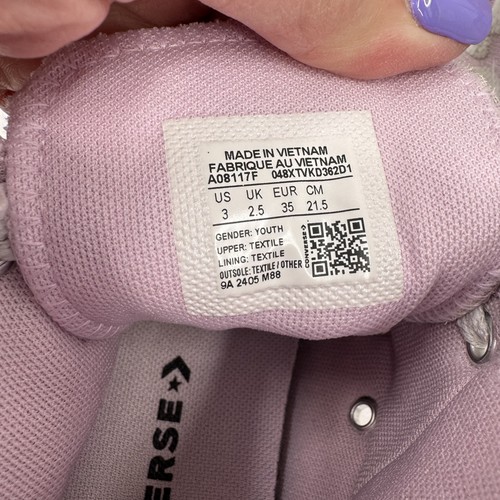 MADE IN VIETNAM
FABRIQUE AU VIETNAM
A08117F 048XTVKD362D1
US UK EUR CM
3 2.5 35 21.5
GENDER: YOUTH
UPPER: TEXTILE
LINING: TEXTILE
OUTSOLE: TEXTILE / OTHER
9A 2405 M88
CONVERSE
ERSE